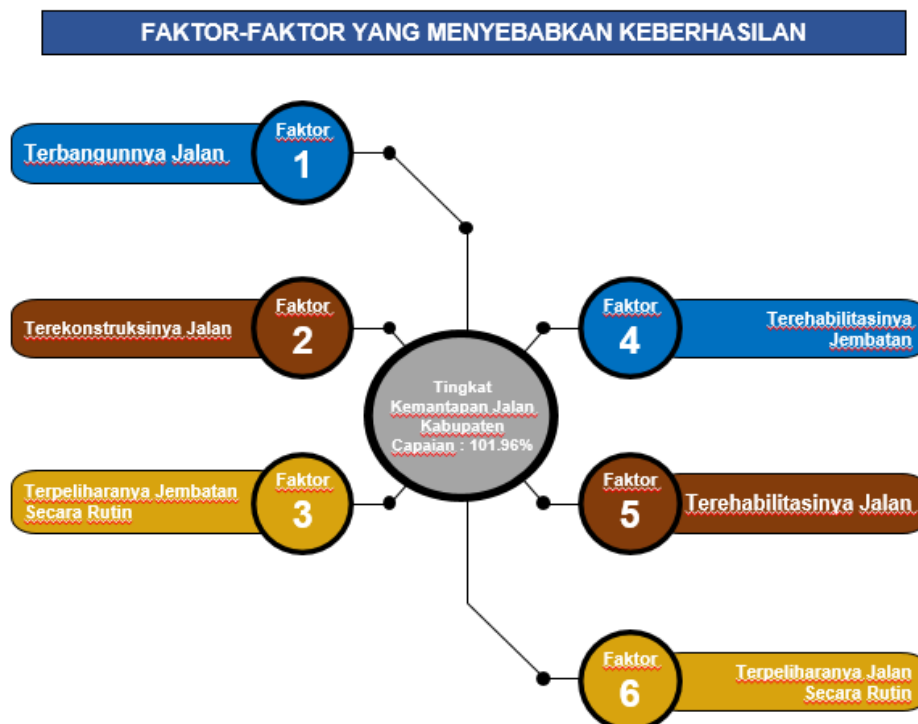 FAKTOR-FAKTOR YANG MENYEBABKAN KEBERHASILAN
Terbangunnya Jalan
Faktor
1
Terekonstruksinya Jalan
Faktor
2
Terpeliharanya Jembatan
Secara Rutin
Faktor
3
Tingkat
Kemantapan Jalan
Kabupaten
Capaian : 101.96%
Faktor
4
Terehabilitasinya
Jembatan
Faktor
5
Terehabilitasinya Jalan
Faktor
6
Terpeliharanya Jalan
Secara Rutin